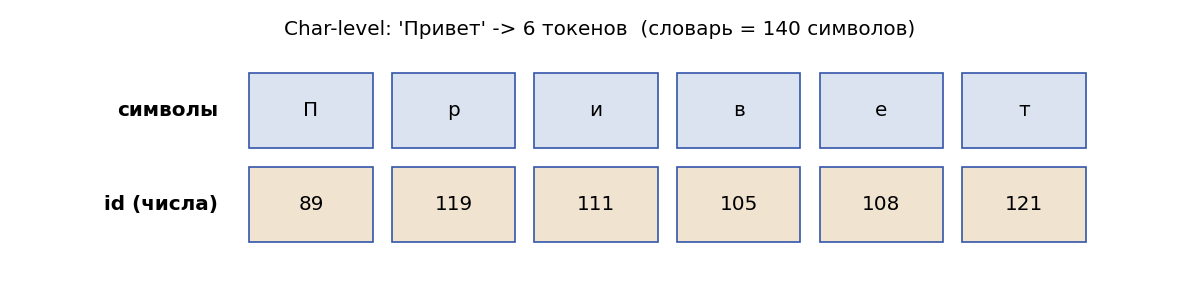 Char-level: 'Привет' -> 6 токенов  (словарь = 140 символов)
символы П р и в е т
id (числа) 89 119 111 105 108 121